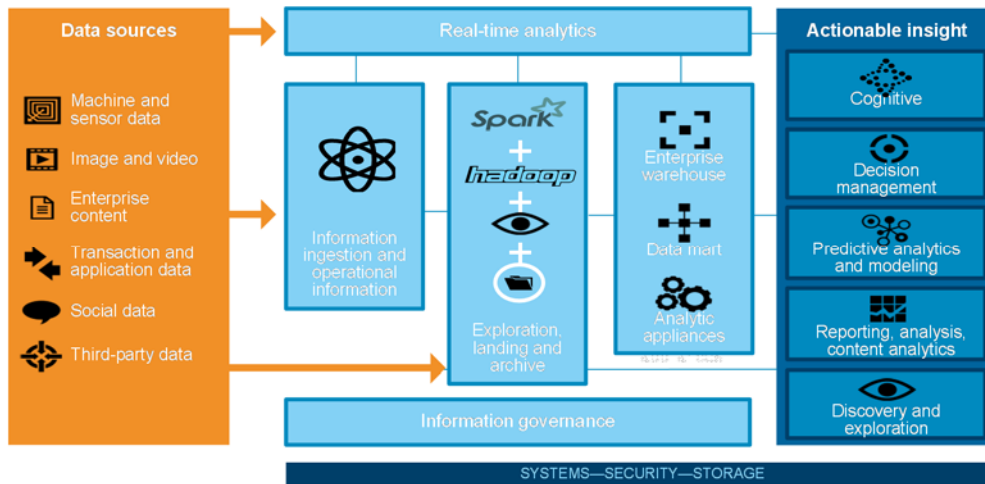 Data sources
Machine and
sensor data
Image and video
Enterprise
content
Transaction and
application data
Social data
Third-party data
Real-time analytics
Information
ingestion and
operational
information
Spark
+
hadoop
+
+
Exploration,
landing and
archive
Enterprise
warehouse
Data mart
Analytic
appliances
Information governance
Actionable insight
Cognitive
Decision
management
Predictive analytics
and modeling
Reporting, analysis,
content analytics
Discovery and
exploration
SYSTEMS—SECURITY—STORAGE